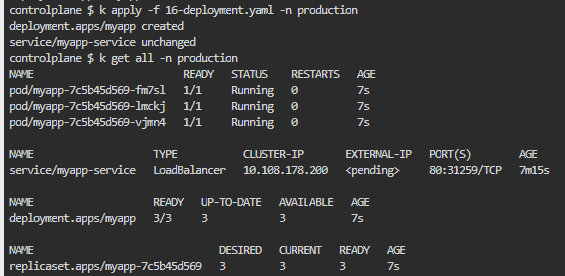 controlplane $ k apply -f 16-deployment.yaml -n production
deployment.apps/myapp created
service/myapp-service unchanged
controlplane $ k get all -n production
NAME READY STATUS RESTARTS AGE
pod/myapp-7c5b45d569-fm7sl 1/1 Running 0 7s
pod/myapp-7c5b45d569-lmckj 1/1 Running 0 7s
pod/myapp-7c5b45d569-vjmn4 1/1 Running 0 7s
NAME TYPE CLUSTER-IP EXTERNAL-IP PORT(S) AGE
service/myapp-service LoadBalancer 10.108.178.200 <pending> 80:31259/TCP 7m15s
NAME READY UP-TO-DATE AVAILABLE AGE
deployment.apps/myapp 3/3 3 3 7s
NAME DESIRED CURRENT READY AGE
replicaset.apps/myapp-7c5b45d569 3 3 3 7s